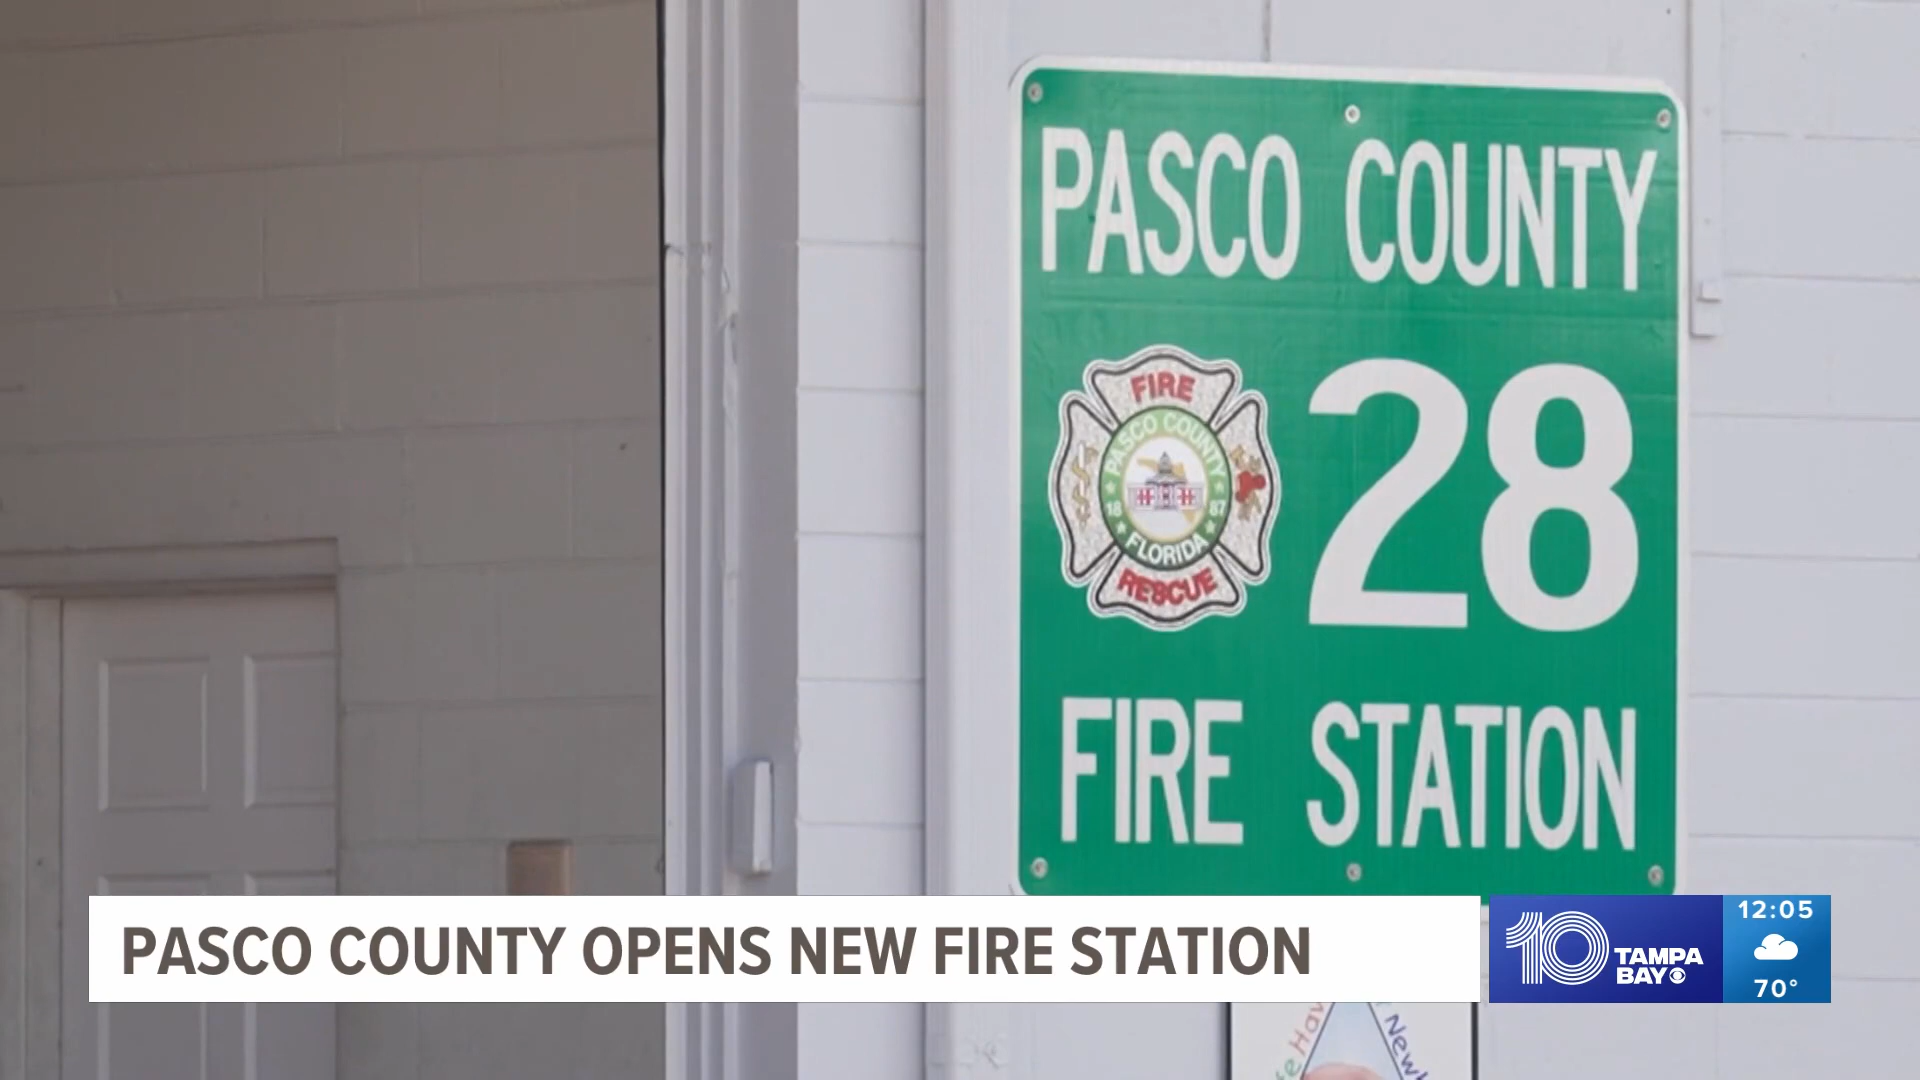 PASCO COUNTY
FIRE
PASCO COUNTY
18 87
FLORIDA
RESCUE
28
FIRE STATION
PASCO COUNTY OPENS NEW FIRE STATION
10 TAMPA BAY
12:05
70°